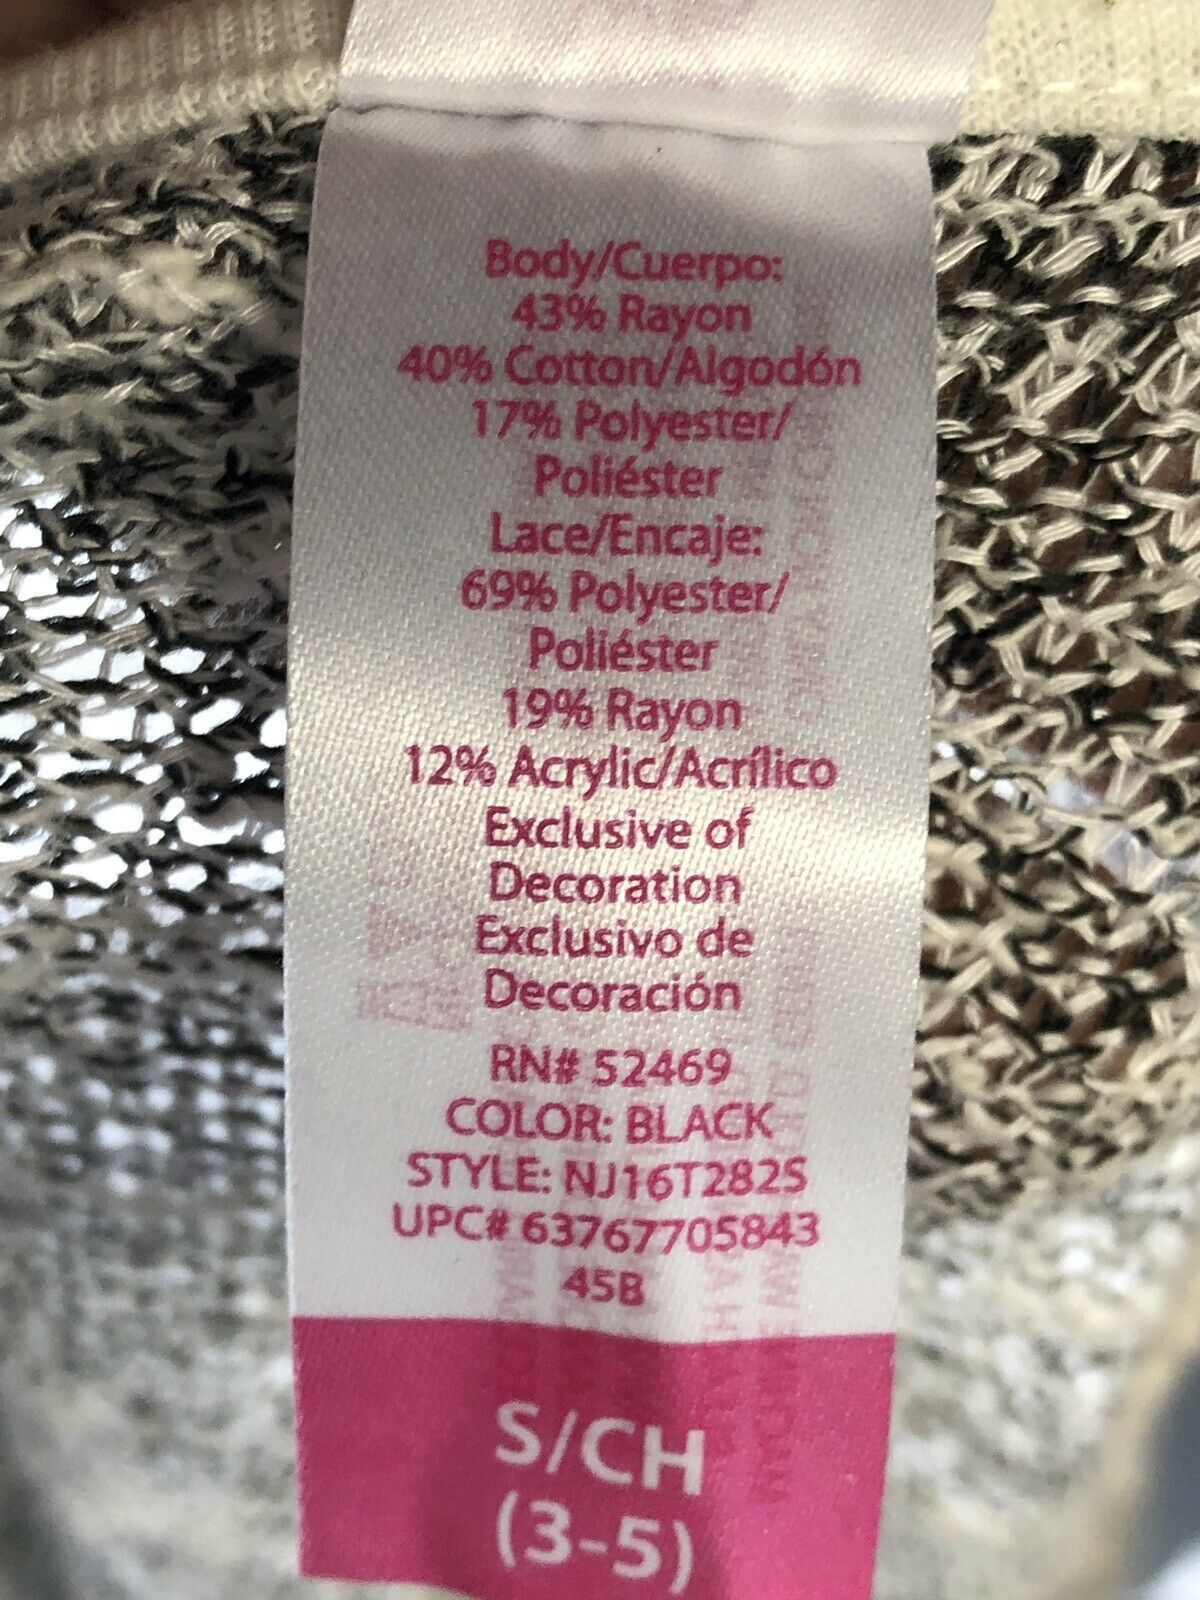 Body/Cuerpo:
43% Rayon
40% Cotton/Algodón
17% Polyester/
Poliéster
Lace/Encaje:
69% Polyester/
Poliéster
19% Rayon
12% Acrylic/Acrílico
Exclusive of
Decoration
Exclusivo de
Decoración
RN# 52469
COLOR: BLACK
STYLE: NJ16T282S
UPC# 63767705843
45B
S/CH
(3-5)